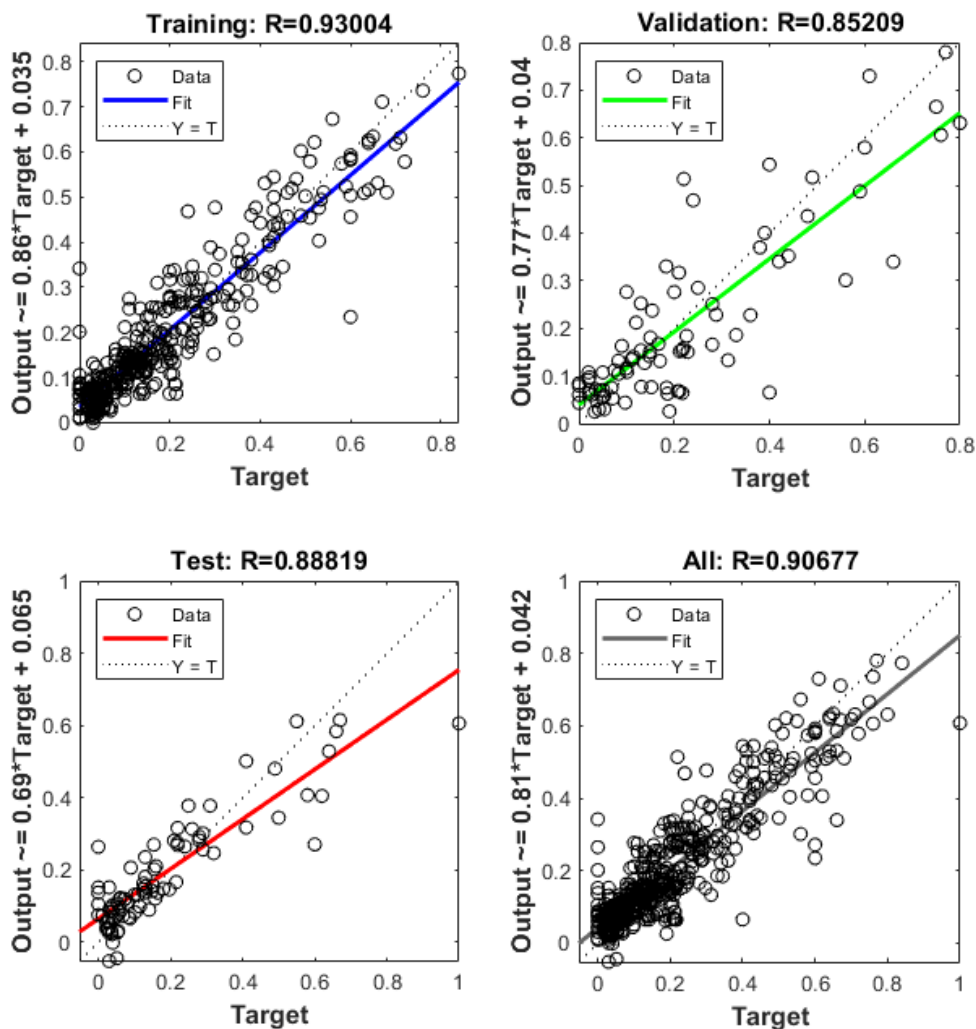 Training: R=0.93004
Output ~= 0.86*Target + 0.035
Data
Fit
Y = T
0.8
0.7
0.6
0.5
0.4
0.3
0.2
0.1
0
0
0.2
0.4
0.6
0.8
Target
Validation: R=0.85209
Output ~= 0.77*Target + 0.04
Data
Fit
Y = T
0.8
0.7
0.6
0.5
0.4
0.3
0.2
0.1
0
0
0.2
0.4
0.6
0.8
Target
Test: R=0.88819
Output ~= 0.69*Target + 0.065
Data
Fit
Y = T
1
0.8
0.6
0.4
0.2
0
0
0.2
0.4
0.6
0.8
1
Target
All: R=0.90677
Output ~= 0.81*Target + 0.042
Data
Fit
Y = T
1
0.8
0.6
0.4
0.2
0
0
0.2
0.4
0.6
0.8
1
Target